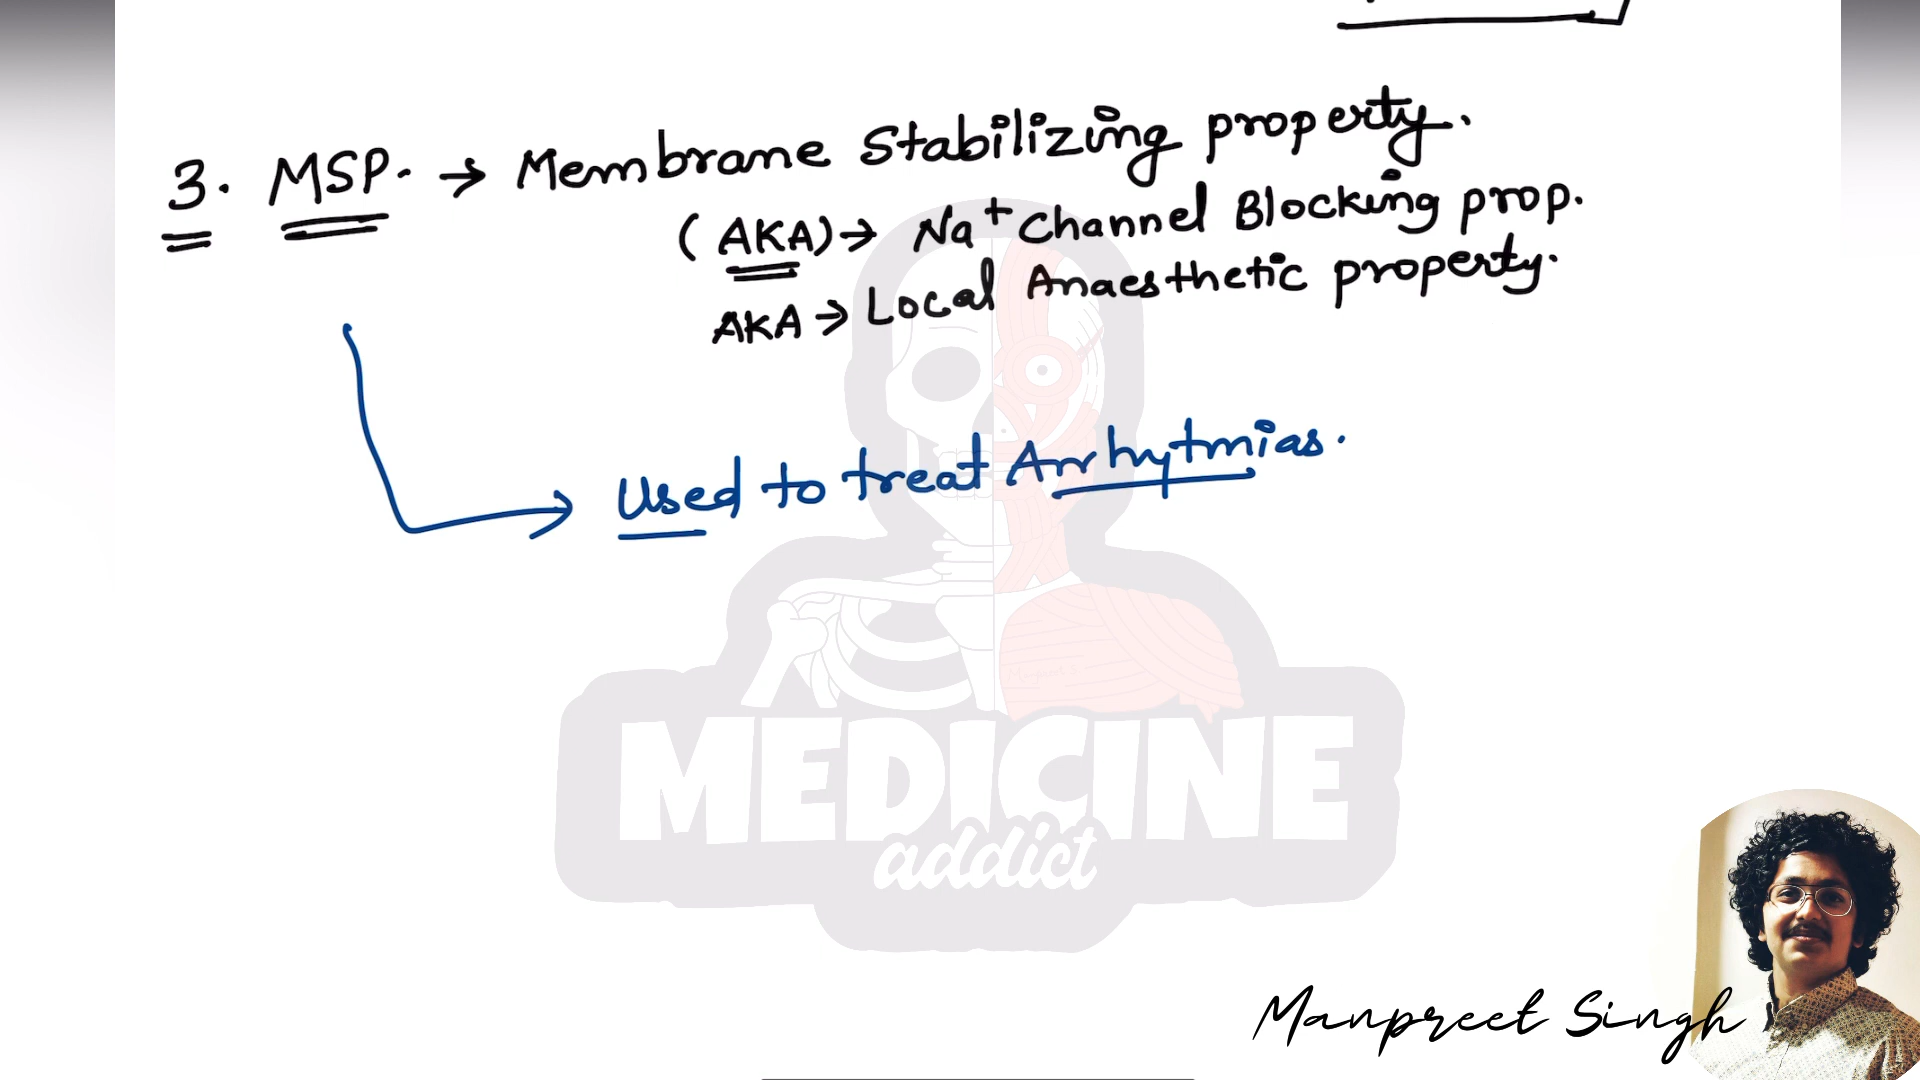 3. MSP. → Membrane Stabilizing property.
(AKA) → Na+ Channel Blocking prop.
AKA → Local Anaesthetic property.
Used to treat Arrhytmias.
MEDICINE
addict
Manpreet Singh